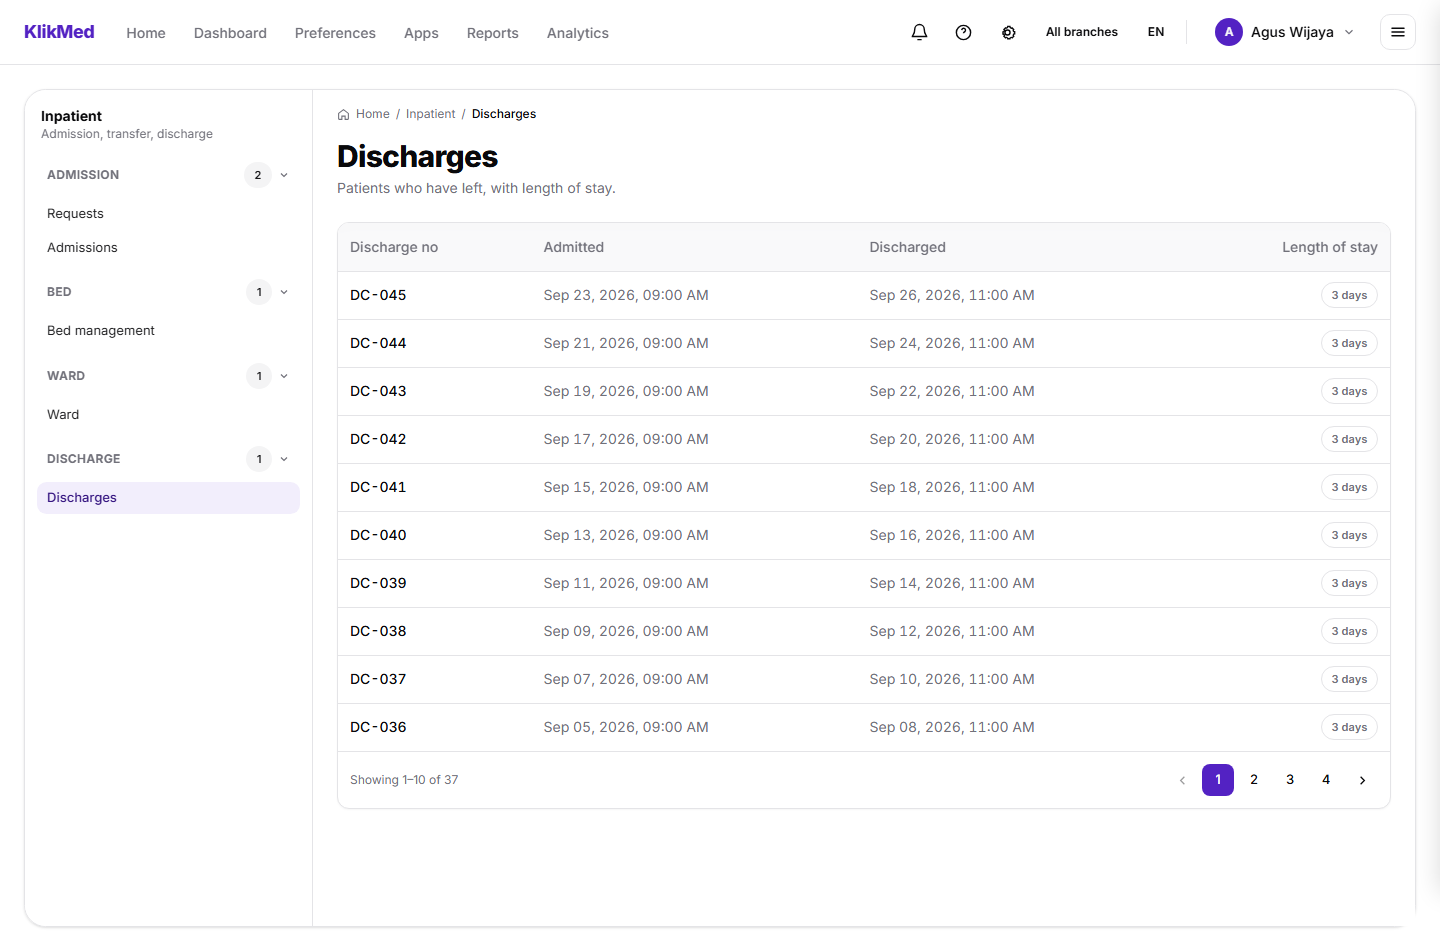 KlikMed Home Dashboard Preferences Apps Reports Analytics All branches EN A Agus Wijaya
Inpatient
Admission, transfer, discharge
ADMISSION 2
Requests
Admissions
BED 1
Bed management
WARD 1
Ward
DISCHARGE 1
Discharges
Home / Inpatient / Discharges
Discharges
Patients who have left, with length of stay.
Discharge no Admitted Discharged Length of stay
DC-045 Sep 23, 2026, 09:00 AM Sep 26, 2026, 11:00 AM 3 days
DC-044 Sep 21, 2026, 09:00 AM Sep 24, 2026, 11:00 AM 3 days
DC-043 Sep 19, 2026, 09:00 AM Sep 22, 2026, 11:00 AM 3 days
DC-042 Sep 17, 2026, 09:00 AM Sep 20, 2026, 11:00 AM 3 days
DC-041 Sep 15, 2026, 09:00 AM Sep 18, 2026, 11:00 AM 3 days
DC-040 Sep 13, 2026, 09:00 AM Sep 16, 2026, 11:00 AM 3 days
DC-039 Sep 11, 2026, 09:00 AM Sep 14, 2026, 11:00 AM 3 days
DC-038 Sep 09, 2026, 09:00 AM Sep 12, 2026, 11:00 AM 3 days
DC-037 Sep 07, 2026, 09:00 AM Sep 10, 2026, 11:00 AM 3 days
DC-036 Sep 05, 2026, 09:00 AM Sep 08, 2026, 11:00 AM 3 days
Showing 1–10 of 37 1 2 3 4